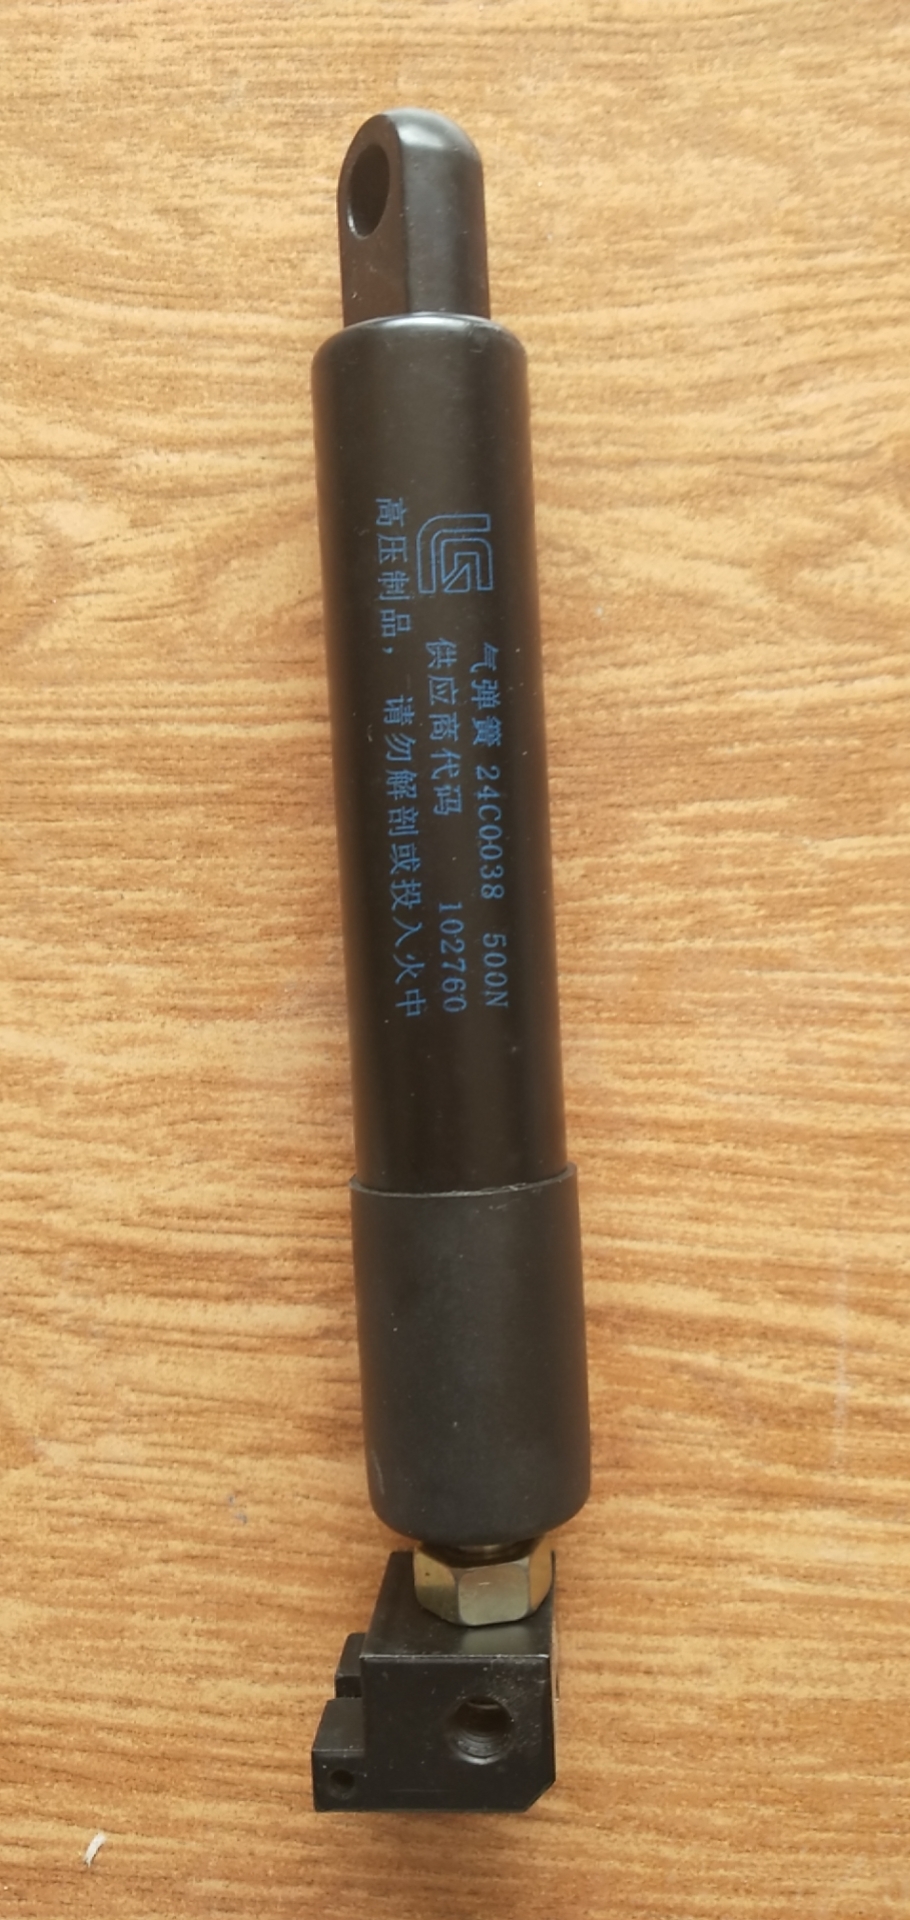 气弹簧 24C0038 500N
供应商代码 102760
高压制品，请勿解剖或投入火中